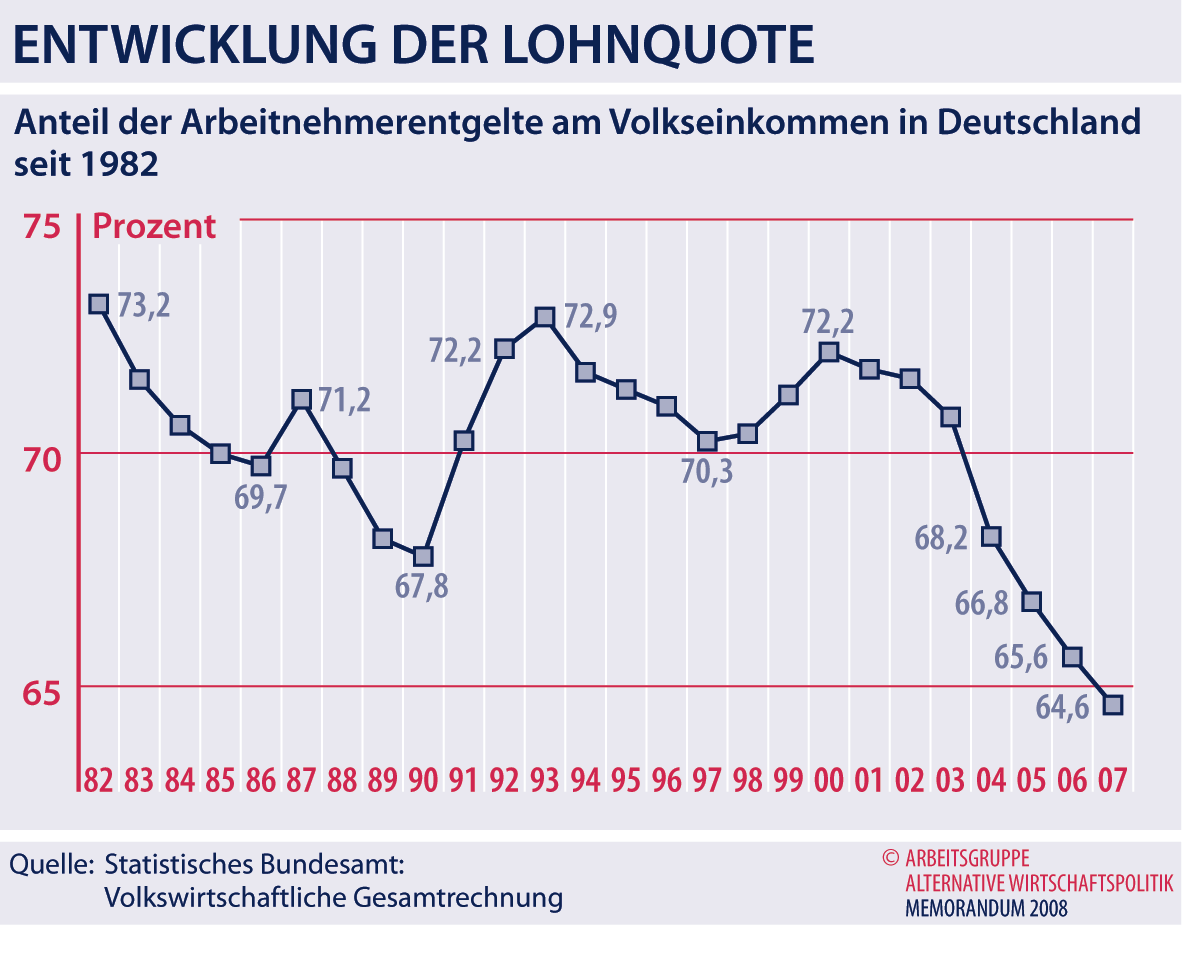 ENTWICKLUNG DER LOHNQUOTE
Anteil der Arbeitnehmerentgelte am Volkseinkommen in Deutschland
seit 1982
75 Prozent
73,2
72,9
72,2
72,2
71,2
70
69,7
70,3
67,8
68,2
66,8
65,6
65
64,6
82 83 84 85 86 87 88 89 90 91 92 93 94 95 96 97 98 99 00 01 02 03 04 05 06 07
Quelle: Statistisches Bundesamt:
Volkswirtschaftliche Gesamtrechnung
© ARBEITSGRUPPE
ALTERNATIVE WIRTSCHAFTSPOLITIK
MEMORANDUM 2008